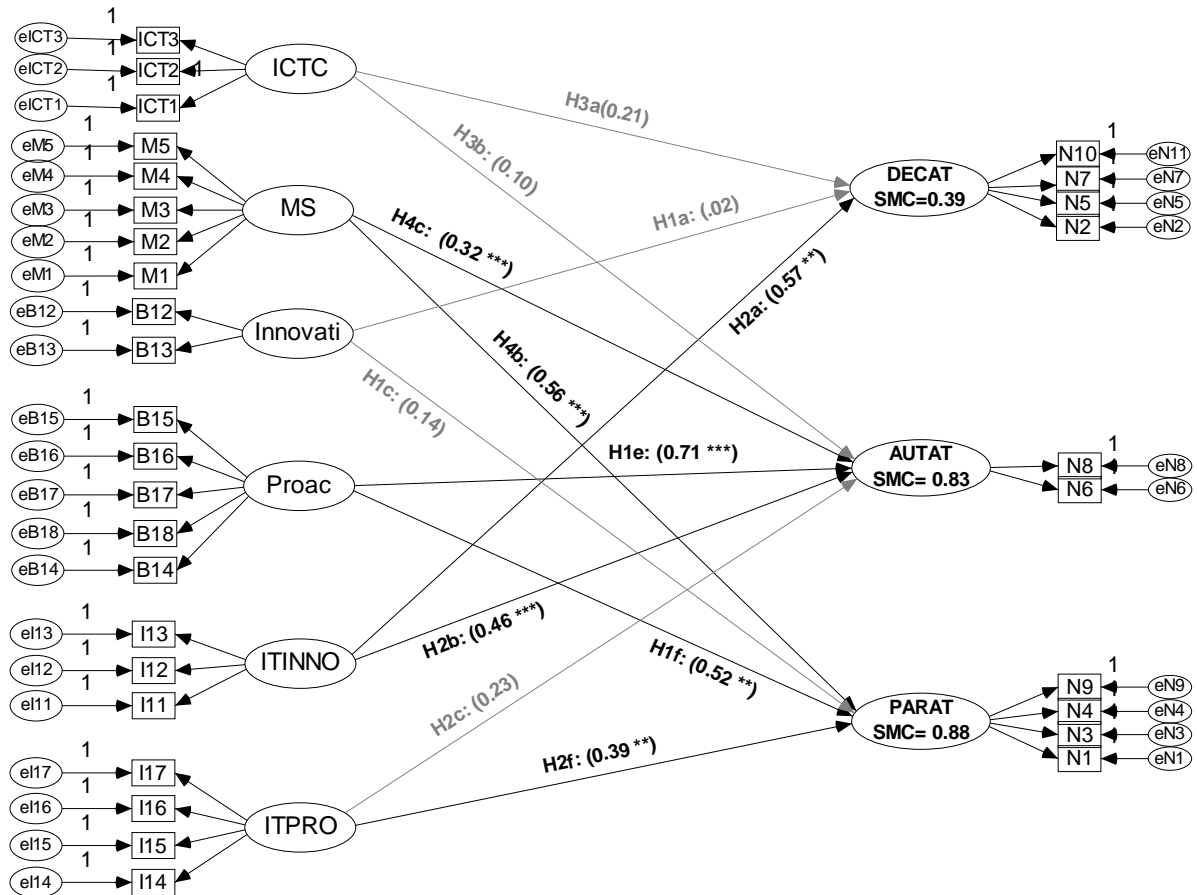 1
eICT3
ICT3
1
eICT2
ICT2
1
1
eICT1
ICT1
ICTC
1
eM5
M5
1
eM4
M4
eM3
M3
1
eM2
M2
1
eM1
M1
MS
1
eB12
B12
1
eB13
B13
Innovati
1
eB15
B15
1
eB16
B16
1
eB17
B17
1
eB18
B18
1
eB14
B14
Proac
1
eI13
I13
1
eI12
I12
1
eI11
I11
ITINNO
1
eI17
I17
1
eI16
I16
1
eI15
I15
1
eI14
I14
ITPRO
H3a(0.21)
H3b: (0.10)
H1a: (.02)
H4c: (0.32 ***)
H2a: (0.57 **)
H4b: (0.56 ***)
H1c: (0.14)
H1e: (0.71 ***)
H2b: (0.46 ***)
H1f: (0.52 **)
H2c: (0.23)
H2f: (0.39 **)
DECAT
SMC=0.39
1
N10
eN11
N7
eN7
N5
eN5
N2
eN2
AUTAT
SMC= 0.83
1
N8
eN8
N6
eN6
PARAT
SMC= 0.88
1
N9
eN9
N4
eN4
N3
eN3
N1
eN1